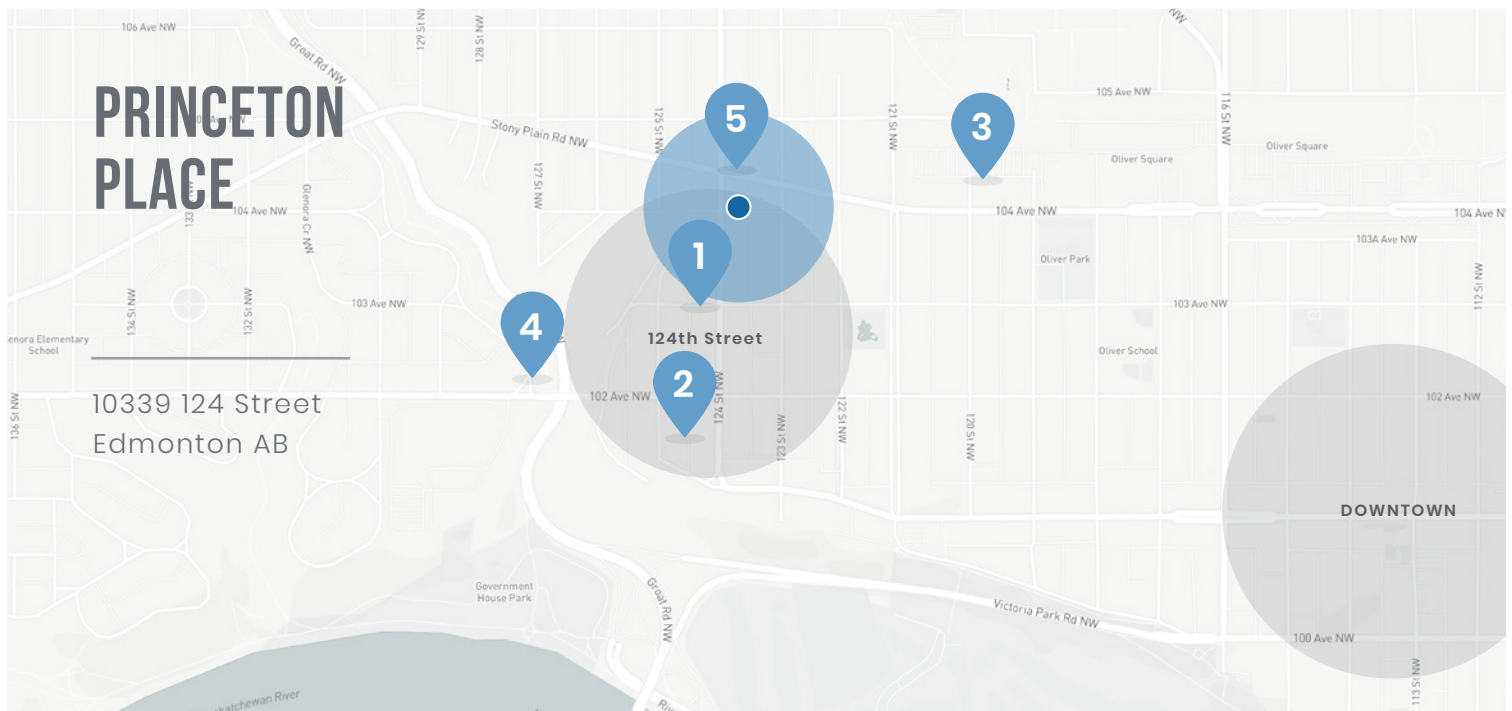 PRINCETON
PLACE
10339 124 Street
Edmonton AB
106 Ave NW
Groat Rd NW
129 St N
128 St NW
Stony Plain Rd NW
127 St NW
125 St NW
5
121 St NW
3
105 Ave NW
116 St NW
Oliver Square
Oliver Square
NW
133
104 Ave NW
Glenora Cr NW
104 Ave NW
104 Ave N
103A Ave NW
Oliver Park
1
134 St NW
132 St NW
103 Ave NW
103 Ave NW
112 St NW
4
124th Street
enora Elementary
School
Oliver School
2
136 St NW
102 Ave NW
124 St NW
123 St NW
122 St NW
120 St NW
102 Ave NW
DOWNTOWN
Government
House Park
Groat Rd NW
Victoria Park Rd NW
100 Ave NW
113 St NW
skatchewan River
Riv